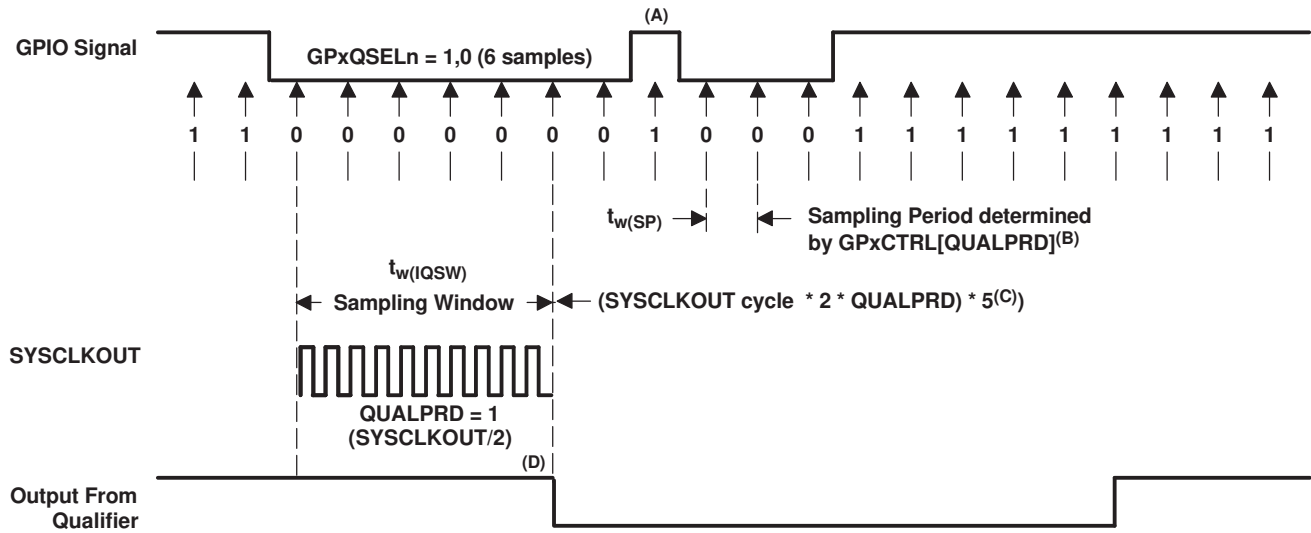 (A)
GPIO Signal
GPxQSELn = 1,0 (6 samples)
1 1 0 0 0 0 0 0 0 1 0 0 0 1 1 1 1 1 1 1 1 1
tw(SP)
Sampling Period determined
by GPxCTRL[QUALPRD](B)
tw(IQSW)
Sampling Window
(SYSCLKOUT cycle * 2 * QUALPRD) * 5(C))
SYSCLKOUT
QUALPRD = 1
(SYSCLKOUT/2)
(D)
Output From
Qualifier